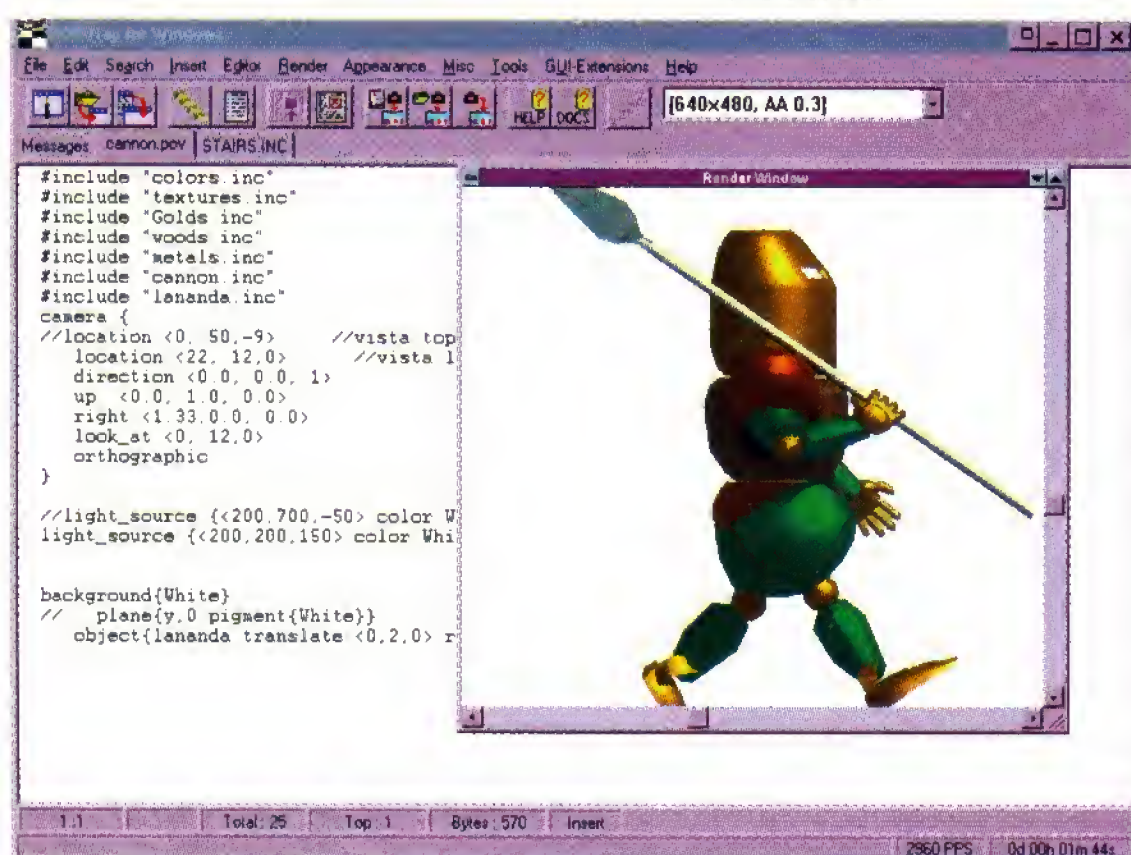 POV-Ray for Windows
File Edit Search Insert Editor Render Appearance Misc Tools GUI-Extensions Help
HELP DOCS [640x480, AA 0.3]
Messages cannon.pov STAIRS.INC
#include "colors.inc"
#include "textures.inc"
#include "Golds inc"
#include "woods inc"
#include "metals.inc"
#include "cannon.inc"
#include "lananda.inc"
camera {
//location <0, 50,-9> //vista top
location <22, 12,0> //vista l
direction <0.0, 0.0, 1>
up <0.0, 1.0, 0.0>
right <1.33,0.0, 0.0>
look_at <0, 12,0>
orthographic
}
//light_source {<200,700,-50> color W
light_source {<200,200,150> color Whi
background{White}
// plane{y,0 pigment{White}}
object{lananda translate <0,2,0> r
Render Window
1:1 Total: 25 Top: 1 Bytes: 570 Insert
2960 PPS 0d 00h 01m 44s